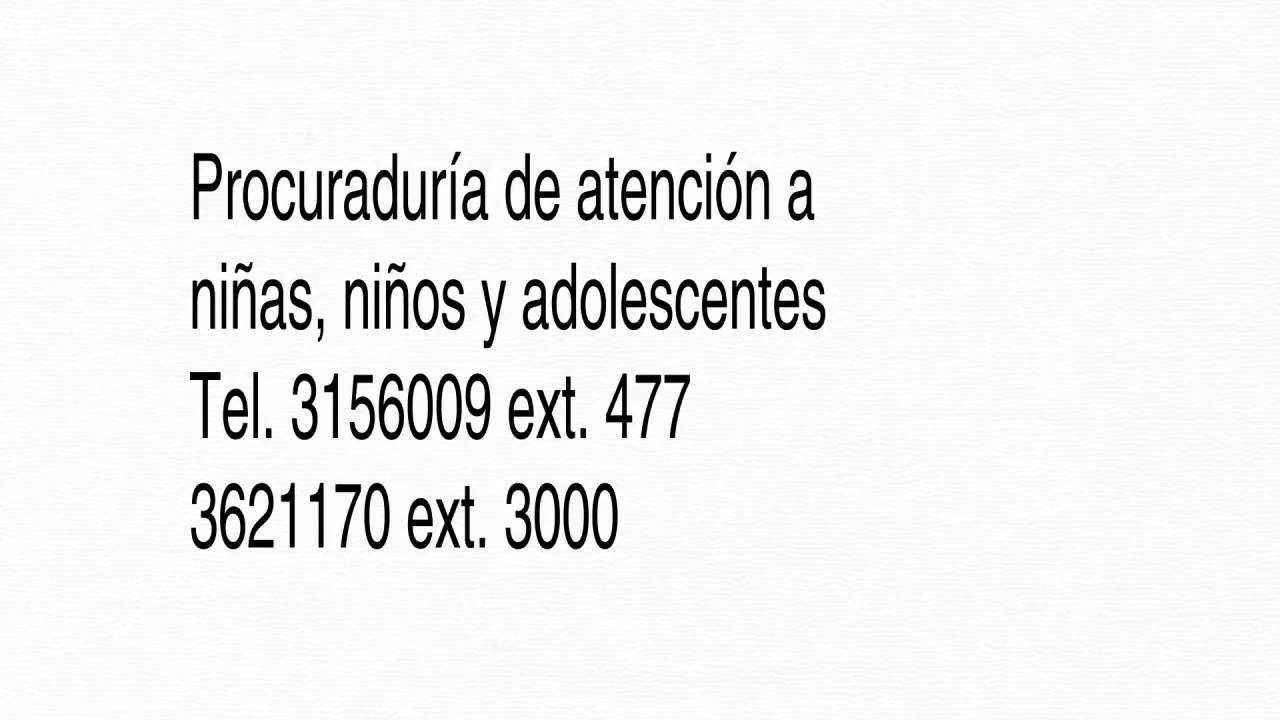 Procuraduría de atención a
niñas, niños y adolescentes
Tel. 3156009 ext. 477
3621170 ext. 3000